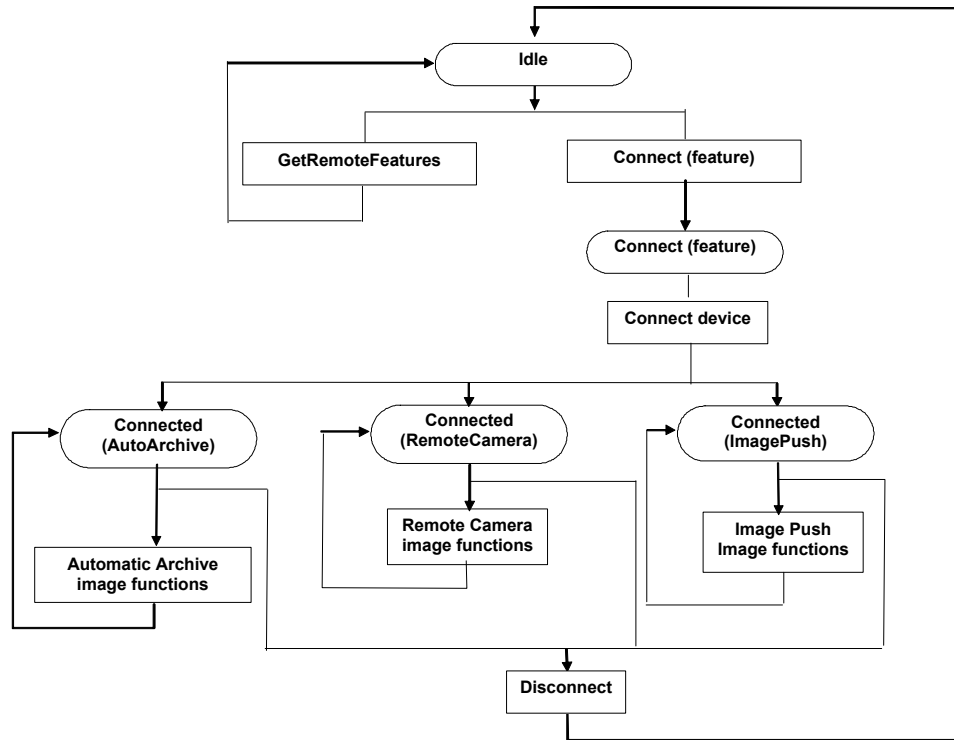 Idle
GetRemoteFeatures
Connect (feature)
Connect (feature)
Connect device
Connected
(AutoArchive)
Connected
(RemoteCamera)
Connected
(ImagePush)
Automatic Archive
image functions
Remote Camera
image functions
Image Push
Image functions
Disconnect